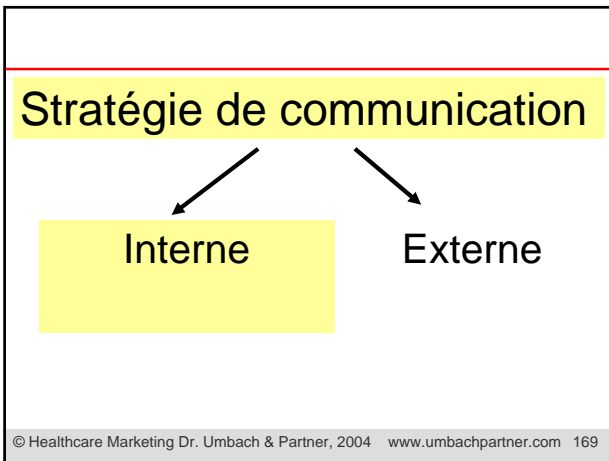 Stratégie de communication
Interne Externe
© Healthcare Marketing Dr. Umbach & Partner, 2004 www.umbachpartner.com 169